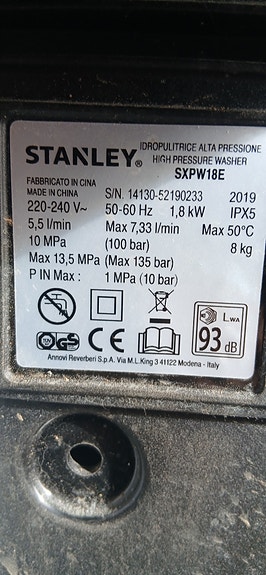 STANLEY®
IDROPULITRICE ALTA PRESSIONE
HIGH PRESSURE WASHER
SXPW18E
FABBRICATO IN CINA
MADE IN CHINA
S/N. 14130-52190233 2019
220-240 V~ 50-60 Hz 1,8 kW IPX5
5,5 l/min Max 7,33 l/min Max 50°C
10 MPa (100 bar) 8 kg
Max 13,5 MPa (Max 135 bar)
P IN Max : 1 MPa (10 bar)
TÜV GS CE
LWA
93 dB
Annovi Reverberi S.p.A. Via M.L.King 3 41122 Modena - Italy